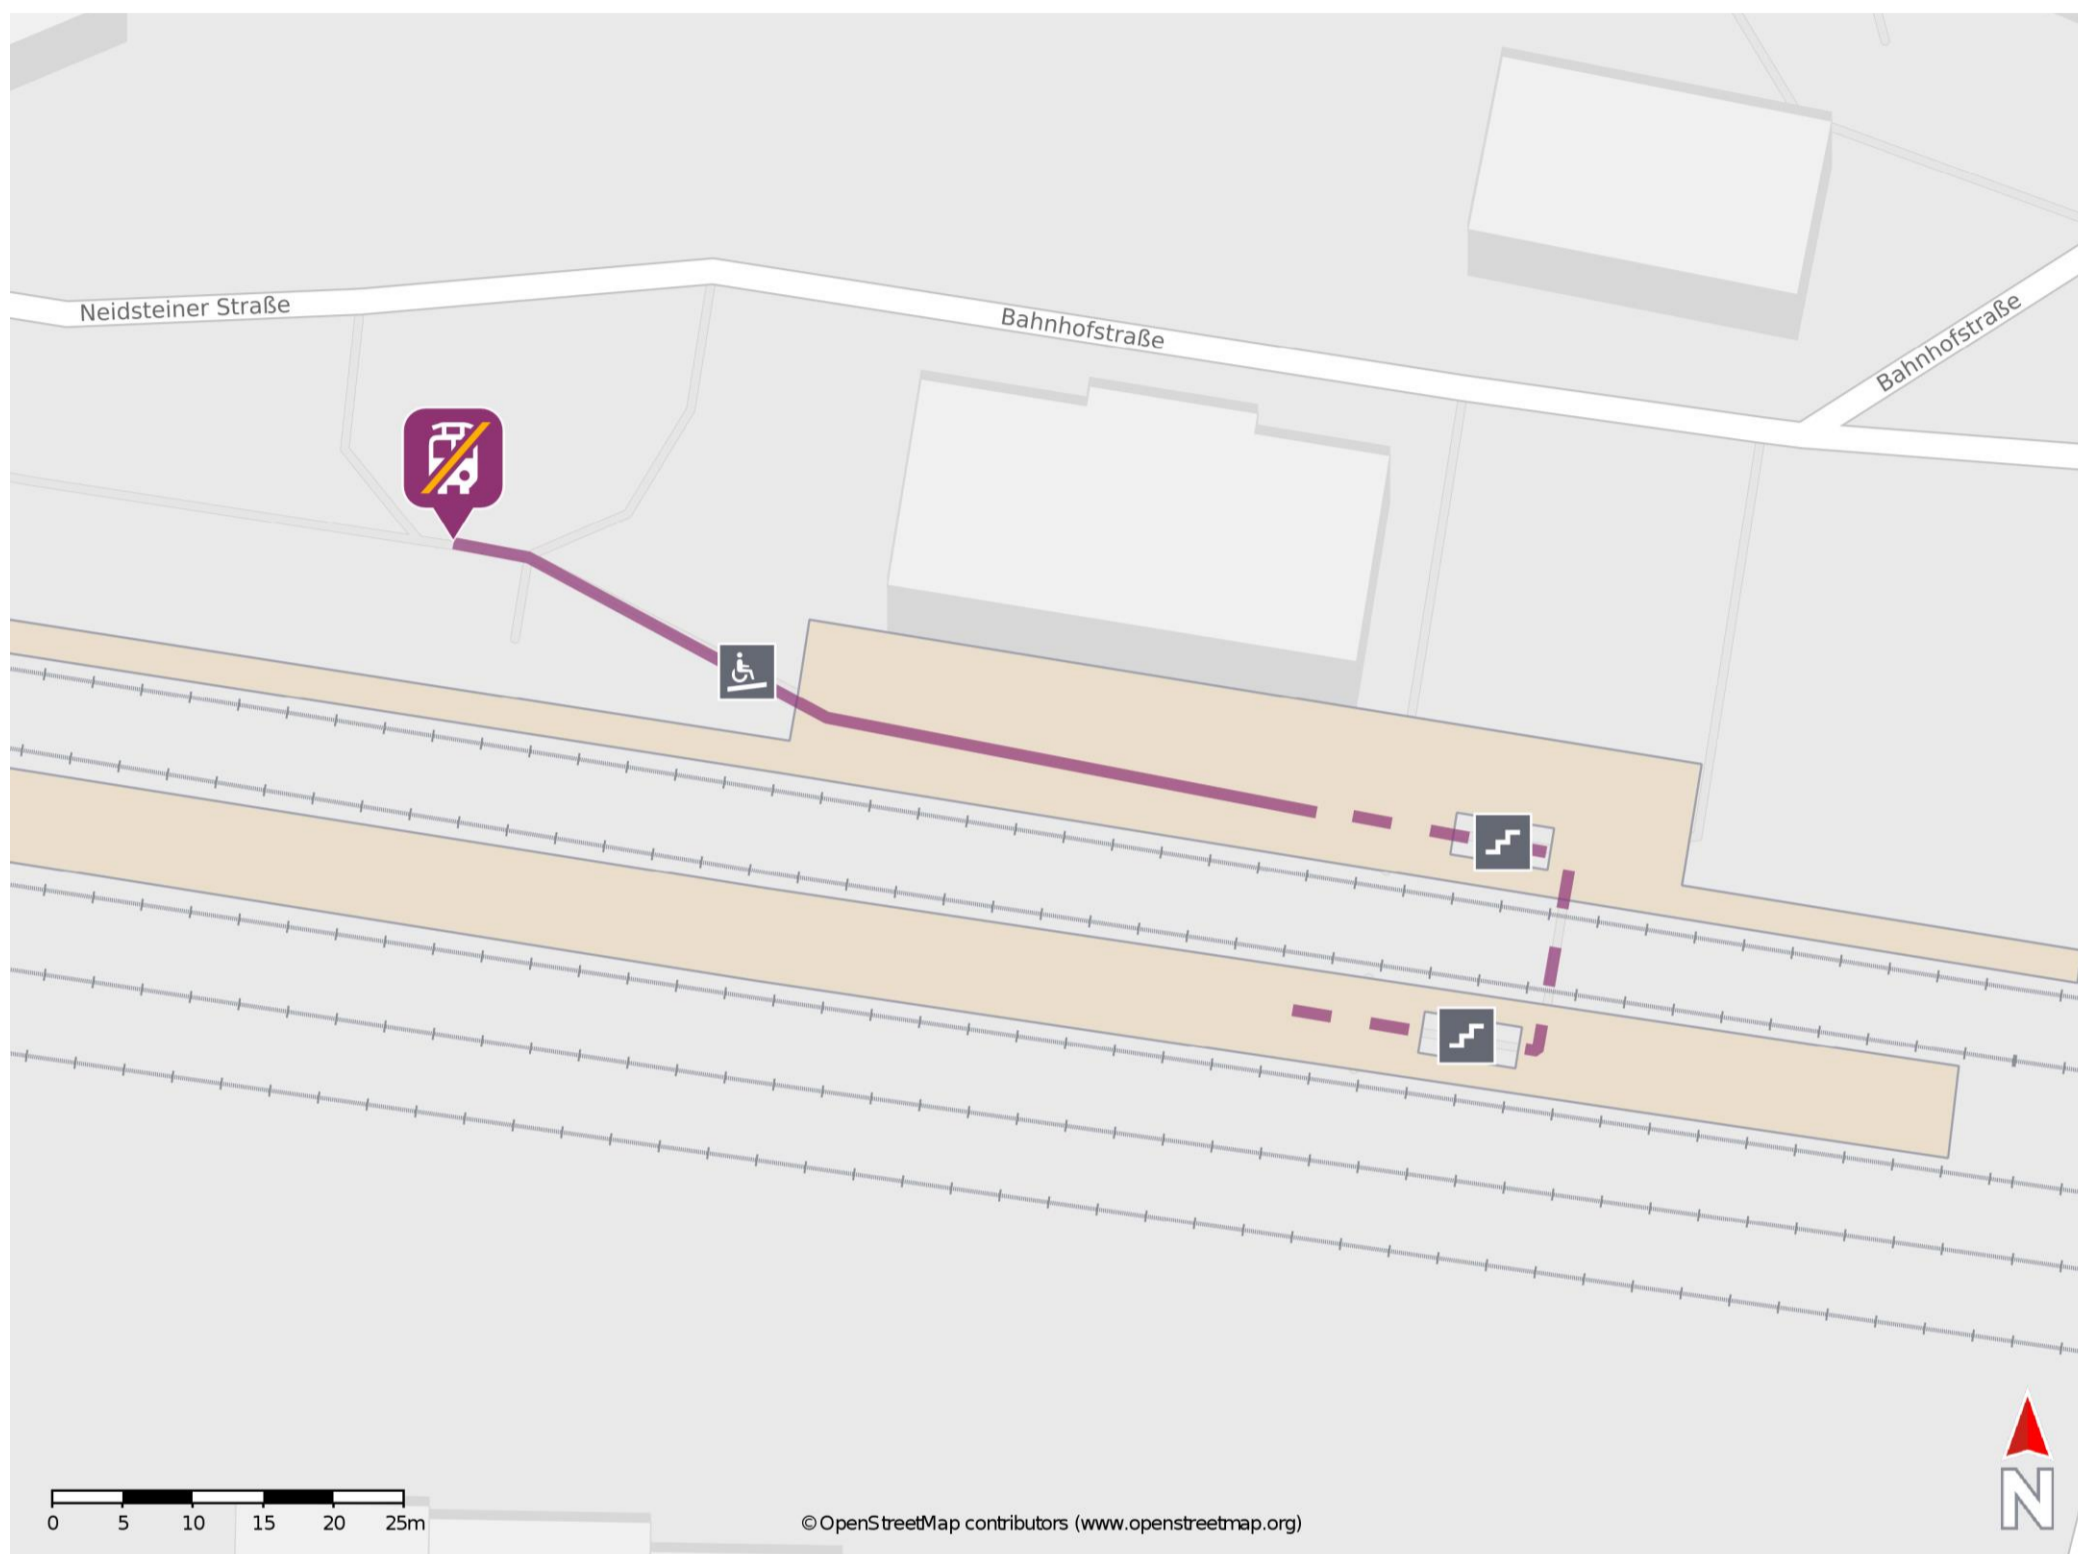 Neidsteiner Straße
Bahnhofstraße
Bahnhofstraße
N
0 5 10 15 20 25m
©OpenStreetMap contributors (www.openstreetmap.org)